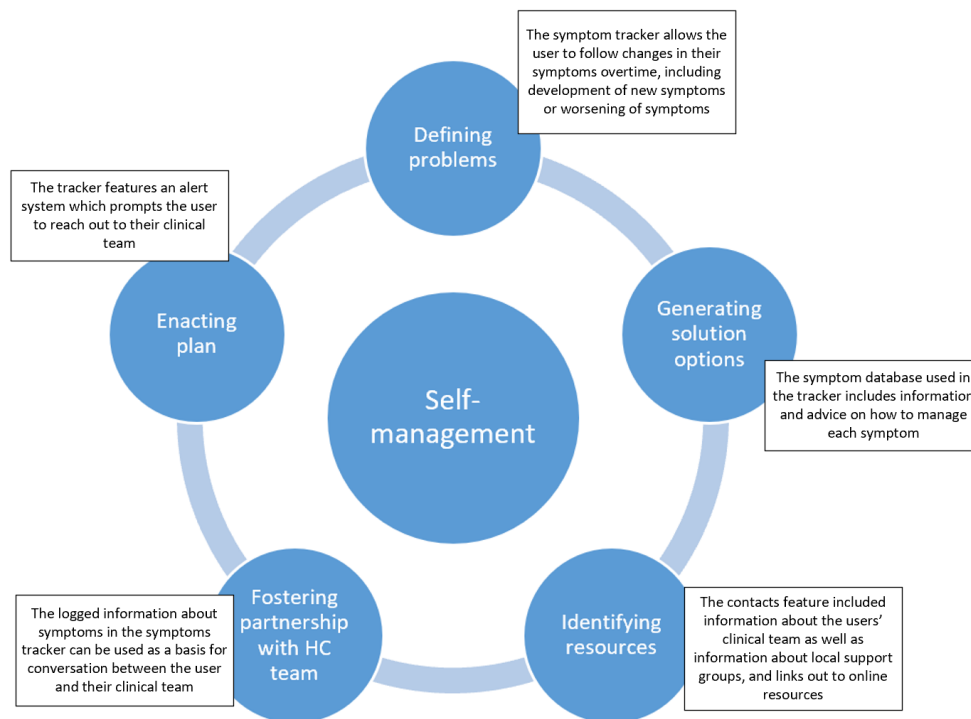 The symptom tracker allows the
user to follow changes in their
symptoms overtime, including
development of new symptoms
or worsening of symptoms
Defining
problems
The tracker features an alert
system which prompts the user
to reach out to their clinical
team
Enacting
plan
Generating
solution
options
The symptom database used in
the tracker includes information
and advice on how to manage
each symptom
Self-
management
Fostering
partnership
with HC
team
The logged information about
symptoms in the symptoms
tracker can be used as a basis for
conversation between the user
and their clinical team
Identifying
resources
The contacts feature included
information about the users’
clinical team as well as
information about local support
groups, and links out to online
resources